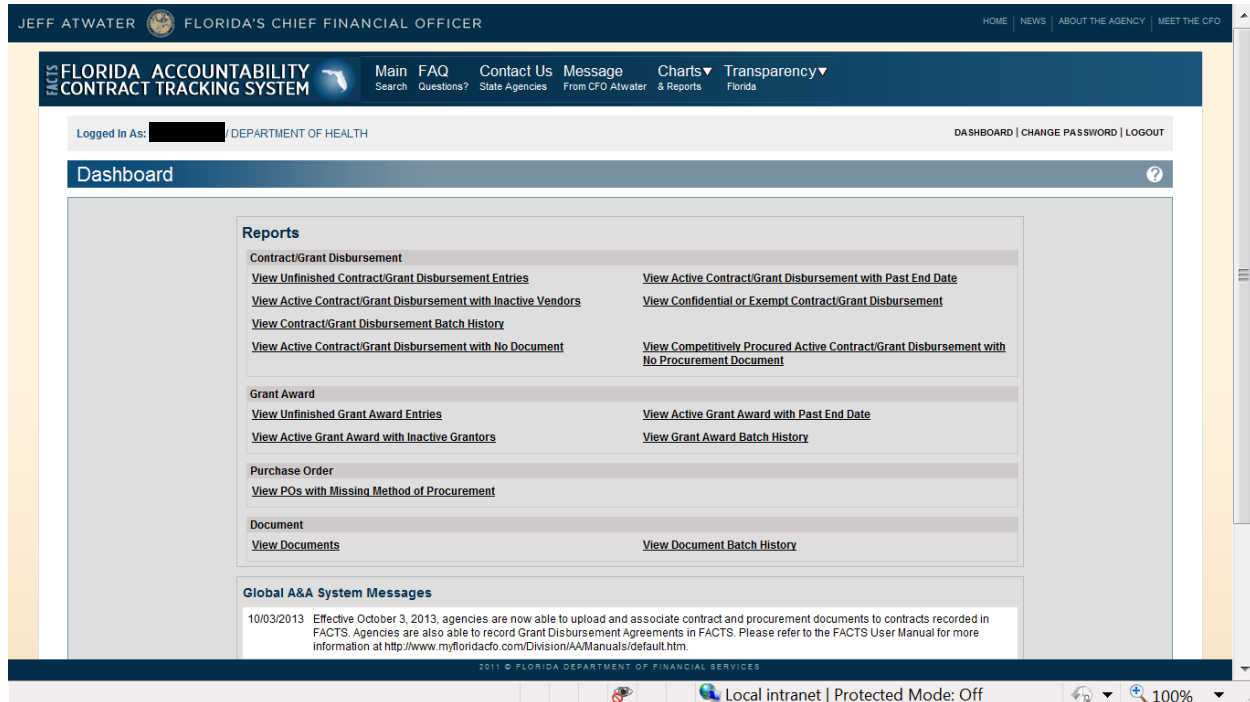 JEFF ATWATER FLORIDA'S CHIEF FINANCIAL OFFICER
HOME | NEWS | ABOUT THE AGENCY | MEET THE CFO
FACTS
FLORIDA ACCOUNTABILITY
CONTRACT TRACKING SYSTEM
Main FAQ Contact Us Message Charts▼ Transparency▼
Search Questions? State Agencies From CFO Atwater & Reports Florida
Logged In As: / DEPARTMENT OF HEALTH
DASHBOARD | CHANGE PASSWORD | LOGOUT
Dashboard ?
Reports
Contract/Grant Disbursement
View Unfinished Contract/Grant Disbursement Entries
View Active Contract/Grant Disbursement with Past End Date
View Active Contract/Grant Disbursement with Inactive Vendors
View Confidential or Exempt Contract/Grant Disbursement
View Contract/Grant Disbursement Batch History
View Active Contract/Grant Disbursement with No Document
View Competitively Procured Active Contract/Grant Disbursement with
No Procurement Document
Grant Award
View Unfinished Grant Award Entries
View Active Grant Award with Past End Date
View Active Grant Award with Inactive Grantors
View Grant Award Batch History
Purchase Order
View POs with Missing Method of Procurement
Document
View Documents
View Document Batch History
Global A&A System Messages
10/03/2013 Effective October 3, 2013, agencies are now able to upload and associate contract and procurement documents to contracts recorded in
FACTS. Agencies are also able to record Grant Disbursement Agreements in FACTS. Please refer to the FACTS User Manual for more
information at http://www.myfloridacfo.com/Division/AA/Manuals/default.htm.
2011 © FLORIDA DEPARTMENT OF FINANCIAL SERVICES
Local intranet | Protected Mode: Off
100%